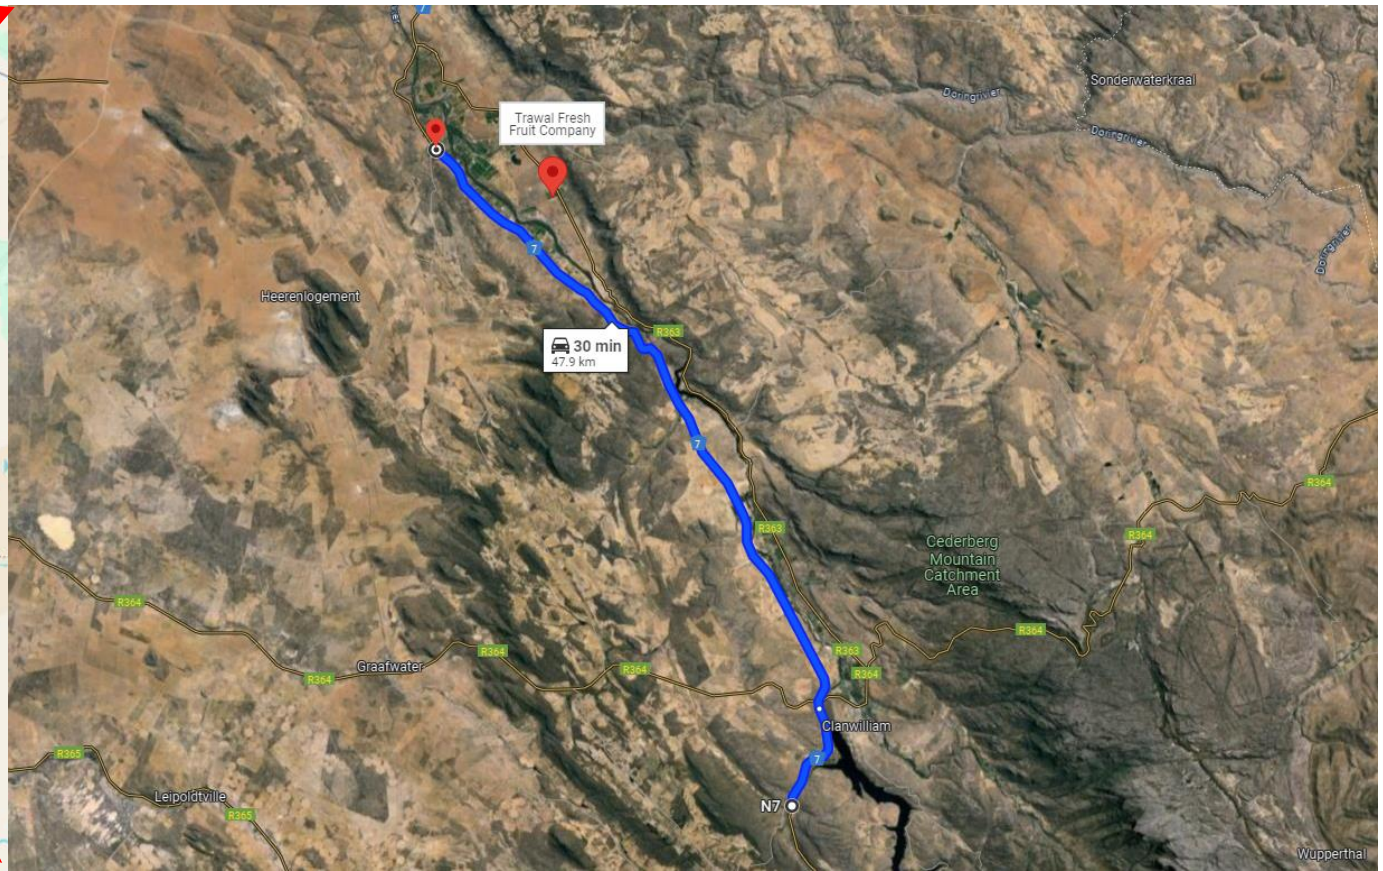 7
Sonderwaterkraal
Doringrivier
Trawal Fresh
Fruit Company
Doringrivier
Doringrivier
7
Heerenlogement
R363
30 min
47.9 km
7
R364
R363
Cederberg
Mountain
Catchment
Area
R364
R364
R364
R364
R363
Graafwater
R364
R364
R364
Clanwilliam
R365
7
Leipoldtville
N7
R365
Wupperthal